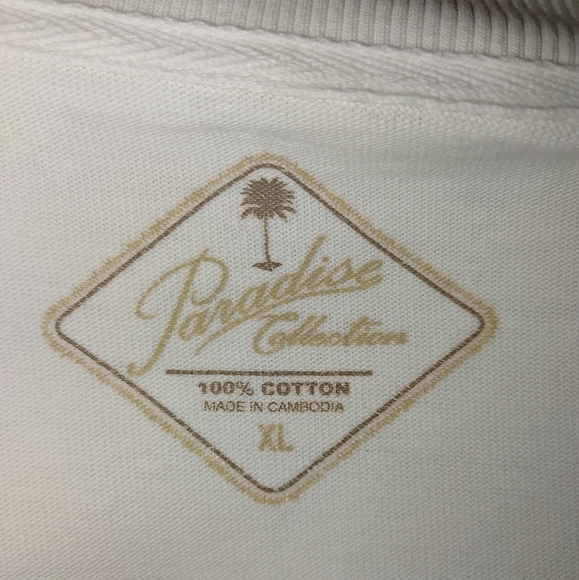 Paradise
Collection
100% COTTON
MADE IN CAMBODIA
XL